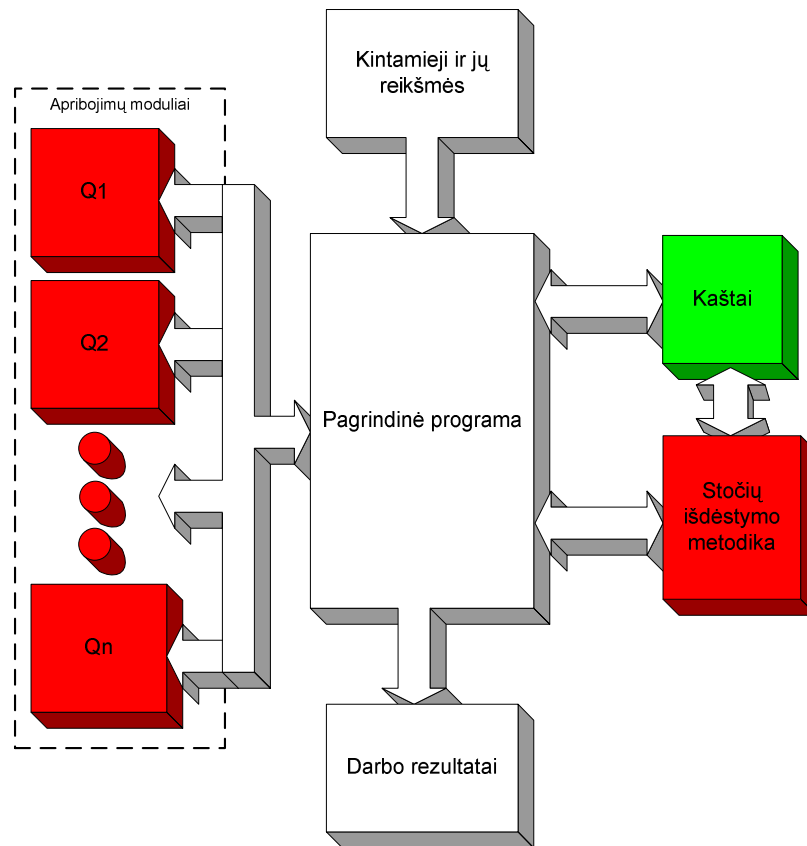 Kintamieji ir jų
reikšmės
Apribojimų moduliai
Q1
Q2
Qn
Pagrindinė programa
Kaštai
Stočių
išdėstymo
metodika
Darbo rezultatai